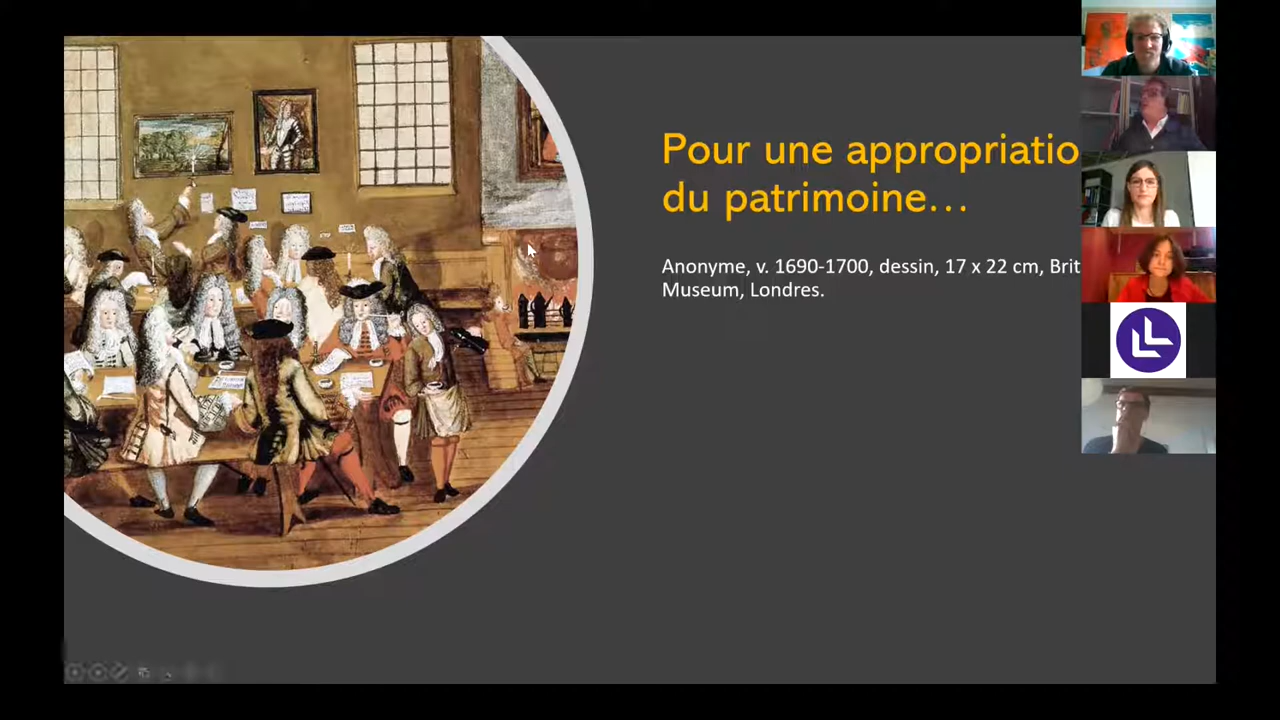 Pour une appropriatio
du patrimoine…
Anonyme, v. 1690-1700, dessin, 17 x 22 cm, Brit
Museum, Londres.